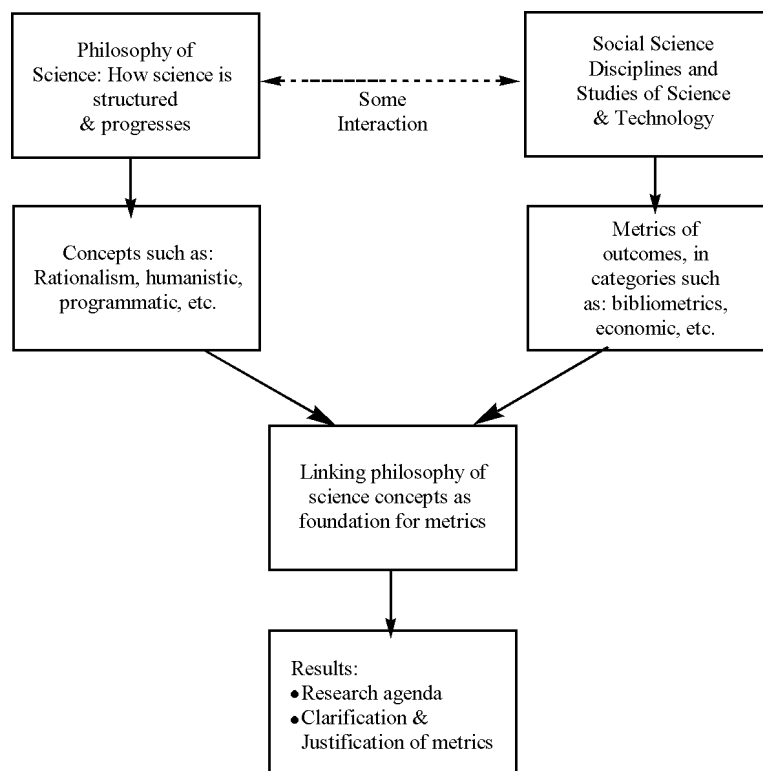 Philosophy of
Science: How science is
structured
& progresses
Some
Interaction
Social Science
Disciplines and
Studies of Science
& Technology
Concepts such as:
Rationalism, humanistic,
programmatic, etc.
Metrics of
outcomes, in
categories such
as: bibliometrics,
economic, etc.
Linking philosophy of
science concepts as
foundation for metrics
Results:
● Research agenda
● Clarification &
Justification of metrics